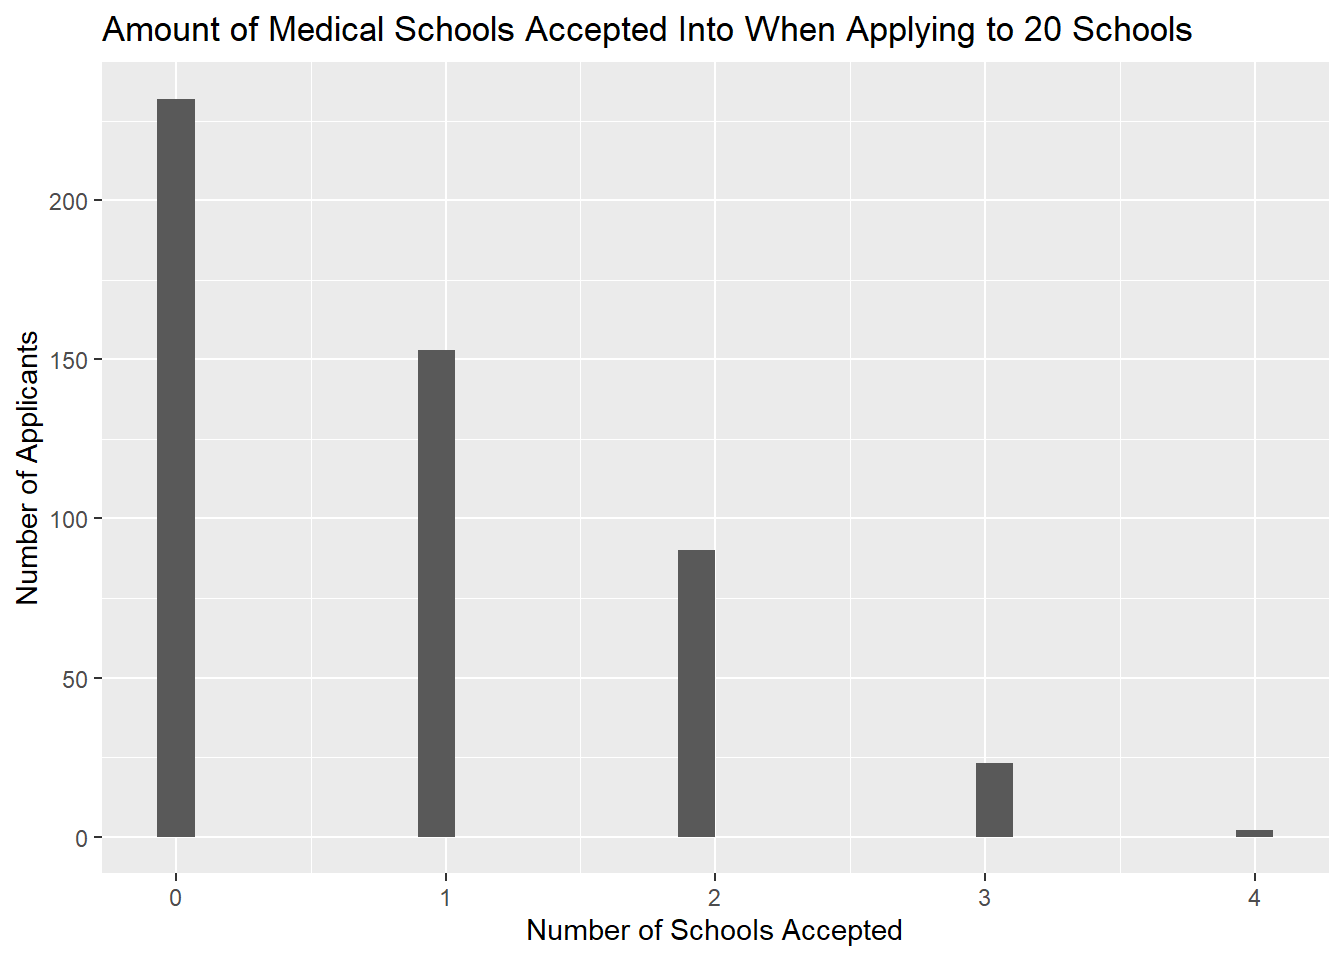 Amount of Medical Schools Accepted Into When Applying to 20 Schools
Number of Applicants
200
150
100
50
0
0 1 2 3 4
Number of Schools Accepted